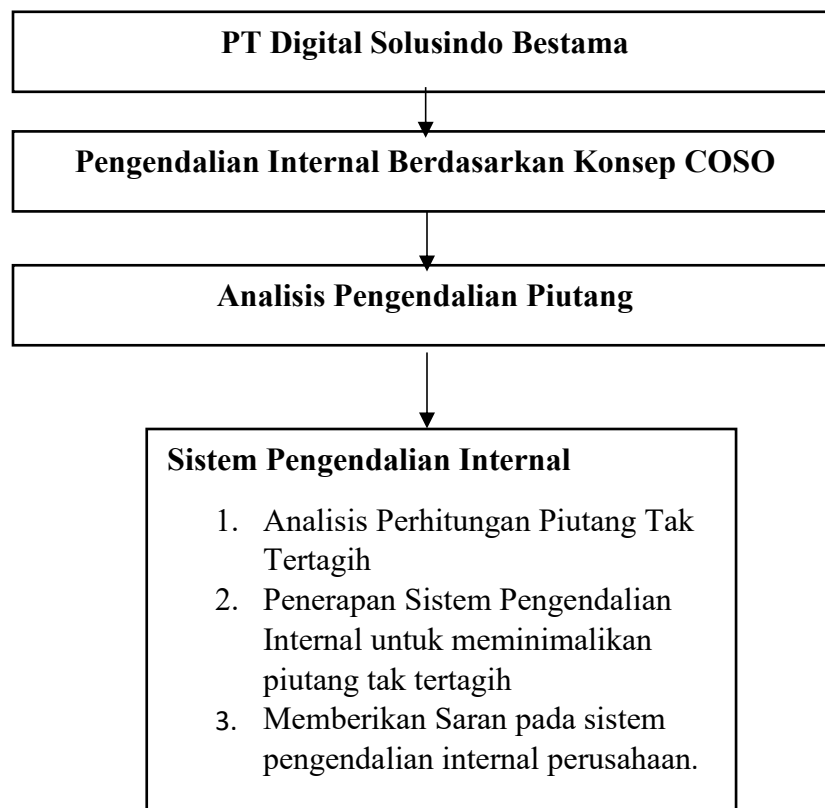 PT Digital Solusindo Bestama
Pengendalian Internal Berdasarkan Konsep COSO
Analisis Pengendalian Piutang
Sistem Pengendalian Internal
1. Analisis Perhitungan Piutang Tak
Tertagih
2. Penerapan Sistem Pengendalian
Internal untuk meminimalikan
piutang tak tertagih
3. Memberikan Saran pada sistem
pengendalian internal perusahaan.